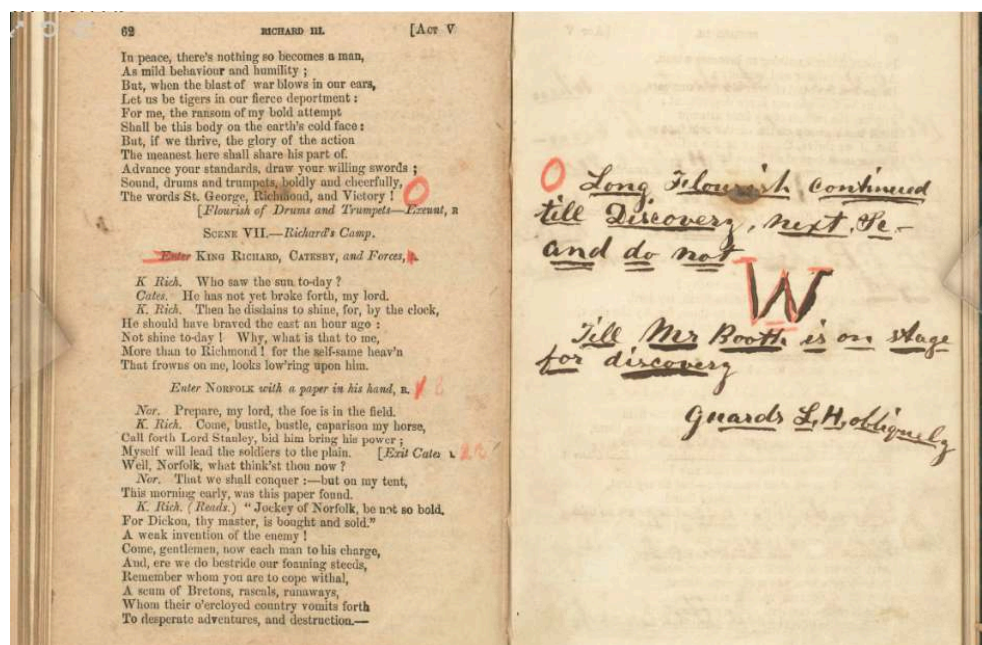 62 RICHARD III. [ACT V
In peace, there's nothing so becomes a man,
As mild behaviour and humility ;
But, when the blast of war blows in our ears,
Let us be tigers in our fierce deportment :
For me, the ransom of my bold attempt
Shall be this body on the earth's cold face :
But, if we thrive, the glory of the action
The meanest here shall share his part of.
Advance your standards, draw your willing swords ;
Sound, drums and trumpets, boldly and cheerfully,
The words St. George, Richmond, and Victory !
[Flourish of Drums and Trumpets—Exeunt, R
SCENE VII.—Richard's Camp.
Enter KING RICHARD, CATESBY, and Forces,
K Rich. Who saw the sun to-day ?
Cates. He has not yet broke forth, my lord.
K. Rich. Then he disdains to shine, for, by the clock,
He should have braved the east an hour ago :
Not shine to-day ! Why, what is that to me,
More than to Richmond ! for the self-same heav'n
That frowns on me, looks low'ring upon him.
Enter NORFOLK with a paper in his hand, R.
Nor. Prepare, my lord, the foe is in the field.
K. Rich. Come, bustle, bustle, caparison my horse,
Call forth Lord Stanley, bid him bring his power ;
Myself will lead the soldiers to the plain. [Exit Cates L
Well, Norfolk, what think'st thou now ?
Nor. That we shall conquer :—but on my tent,
This morning early, was this paper found.
K. Rich. (Reads.) "Jockey of Norfolk, be not so bold,
For Dickon, thy master, is bought and sold."
A weak invention of the enemy !
Come, gentlemen, now each man to his charge,
And, ere we do bestride our foaming steeds,
Remember whom you are to cope withal,
A scum of Bretons, rascals, runaways,
Whom their o'ercloyed country vomits forth
To desperate adventures, and destruction.—
O Long Flourish continued
till Discovery, next Sc-
and do not
W
Till Mr Booth is on stage
for discovery
Guards L.H. obliquely